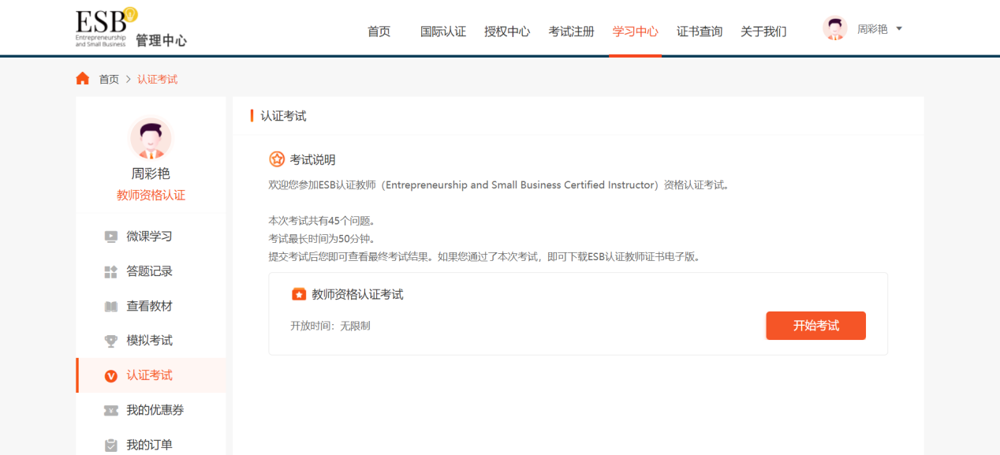 ESB
Entrepreneurship
and Small Business
管理中心
首页 国际认证 授权中心 考试注册 学习中心 证书查询 关于我们 周彩艳
首页 > 认证考试
周彩艳
教师资格认证
微课学习
答题记录
查看教材
模拟考试
认证考试
我的优惠券
我的订单
认证考试
考试说明
欢迎您参加ESB认证教师（Entrepreneurship and Small Business Certified Instructor）资格认证考试。
本次考试共有45个问题。
考试最长时间为50分钟。
提交考试后您即可查看最终考试结果。如果您通过了本次考试，即可下载ESB认证教师证书电子版。
教师资格认证考试
开放时间：无限制
开始考试